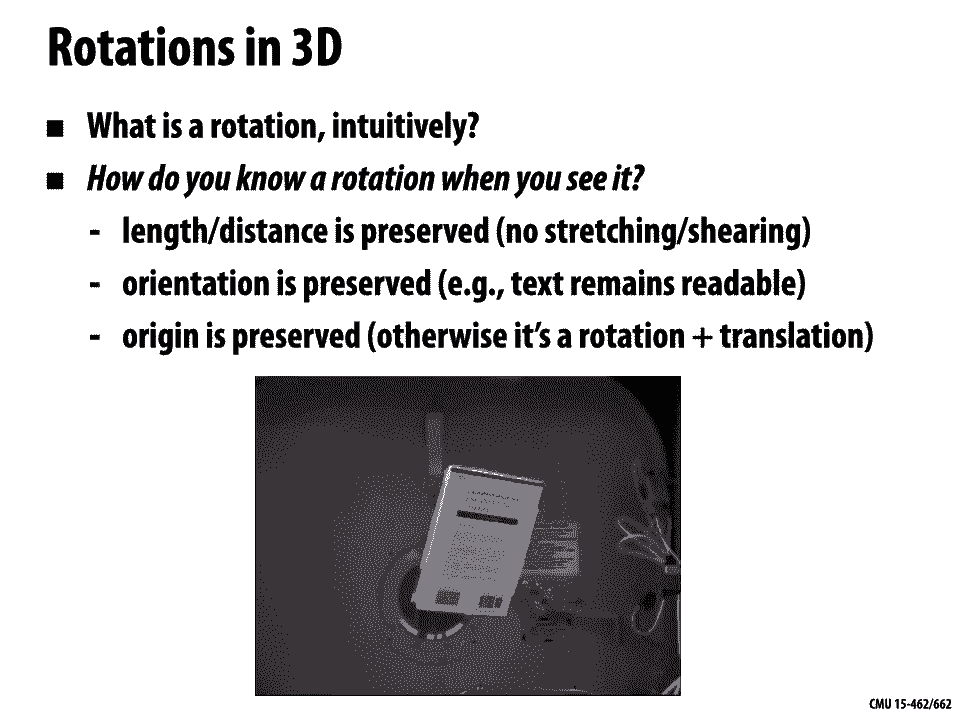 Rotations in 3D
■ What is a rotation, intuitively?
■ How do you know a rotation when you see it?
- length/distance is preserved (no stretching/shearing)
- orientation is preserved (e.g., text remains readable)
- origin is preserved (otherwise it’s a rotation + translation)
CMU 15-462/662